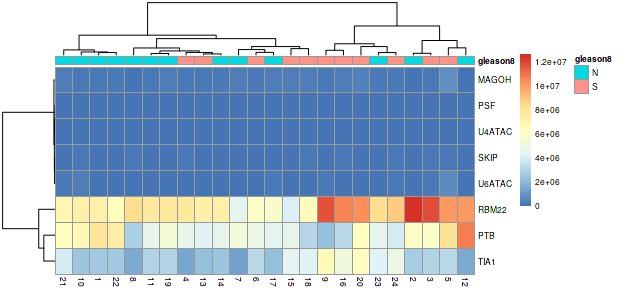 gleason8
MAGOH
PSF
U4ATAC
SKIP
U6ATAC
RBM22
PTB
TIA1
21 10 1 22 8 11 19 4 13 14 7 6 17 15 18 9 16 20 23 24 2 3 5 12
1.2e+07
1e+07
8e+06
6e+06
4e+06
2e+06
0
gleason8
N
S